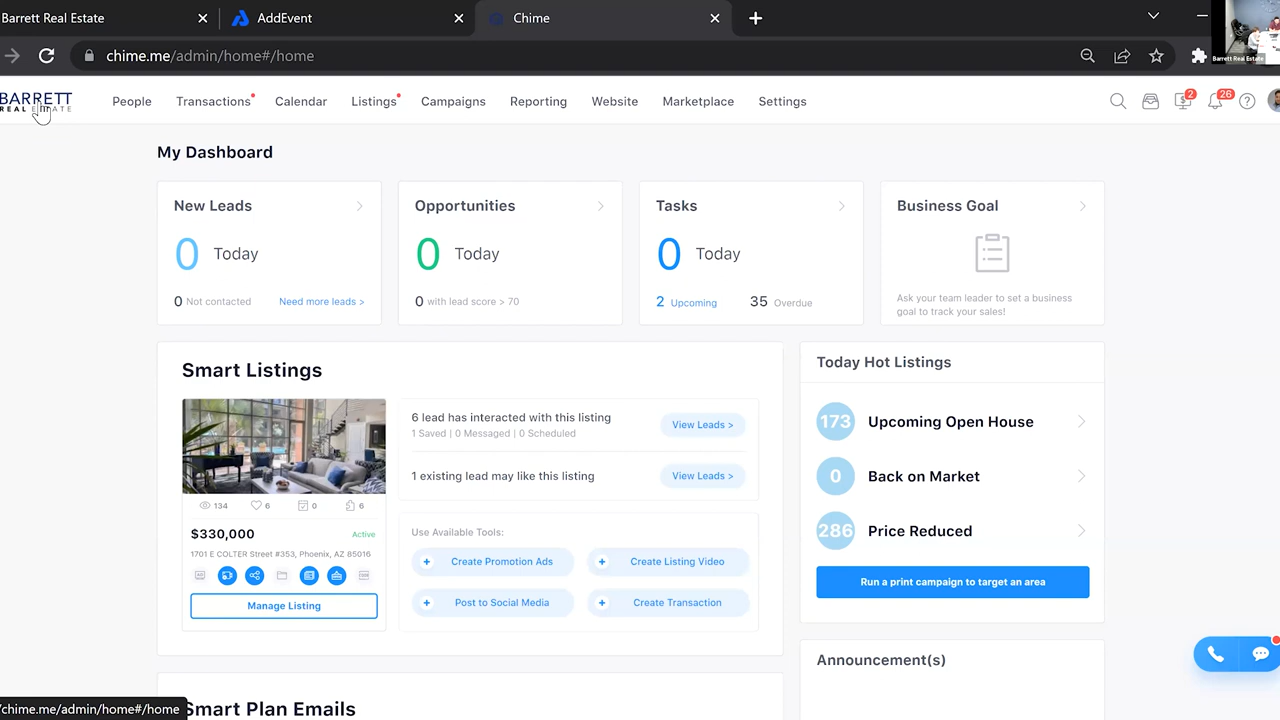 Barrett Real Estate
AddEvent
Chime
Barrett Real Estate
chime.me/admin/home#/home
BARRETT
REAL ESTATE
People
Transactions
Calendar
Listings
Campaigns
Reporting
Website
Marketplace
Settings
2
26
My Dashboard
New Leads
0 Today
0 Not contacted
Need more leads >
Opportunities
0 Today
0 with lead score > 70
Tasks
0 Today
2 Upcoming
35 Overdue
Business Goal
Ask your team leader to set a business
goal to track your sales!
Smart Listings
134
6
0
6
$330,000
Active
1701 E COLTER Street #353, Phoenix, AZ 85016
Manage Listing
6 lead has interacted with this listing
1 Saved | 0 Messaged | 0 Scheduled
View Leads >
1 existing lead may like this listing
View Leads >
Use Available Tools:
+ Create Promotion Ads
+ Create Listing Video
+ Post to Social Media
+ Create Transaction
Today Hot Listings
173 Upcoming Open House
0 Back on Market
286 Price Reduced
Run a print campaign to target an area
Announcement(s)
Smart Plan Emails
/chime.me/admin/home#/home